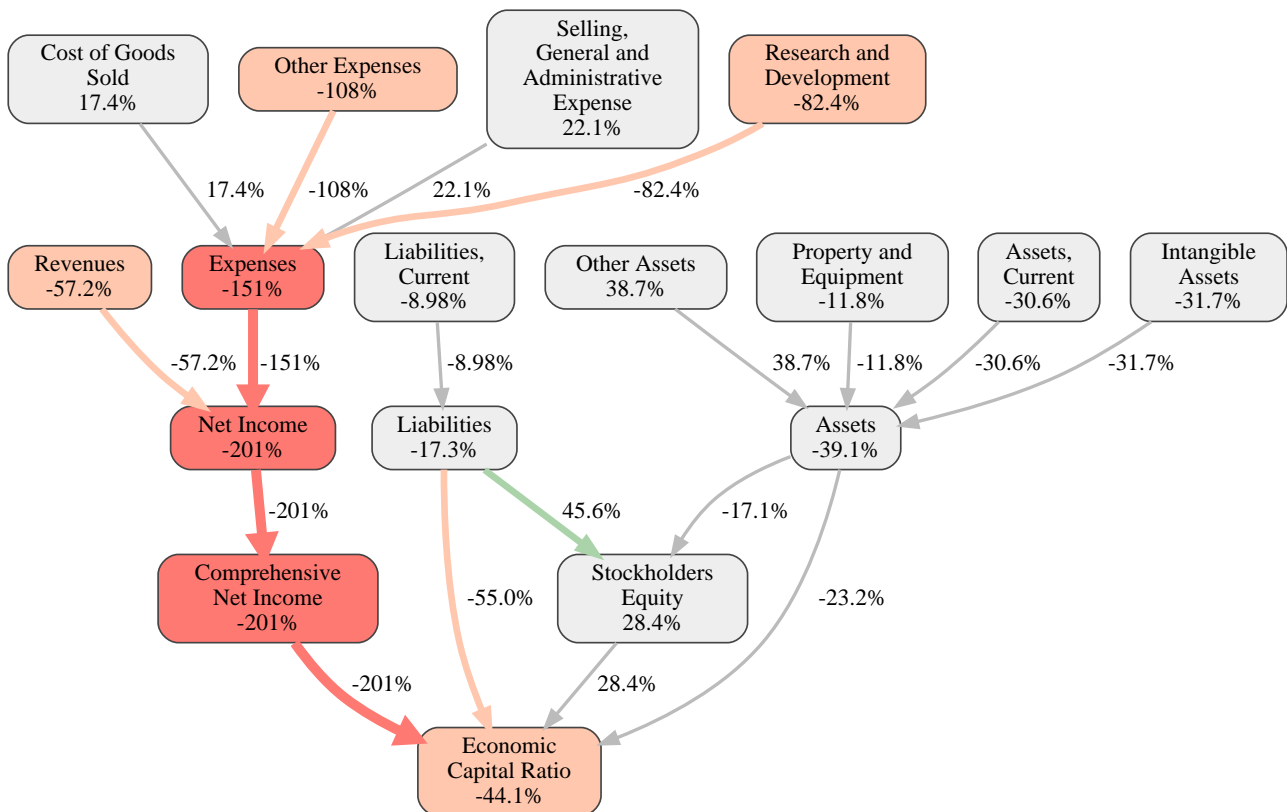 Cost of Goods
Sold
17.4%
Other Expenses
-108%
Selling,
General and
Administrative
Expense
22.1%
Research and
Development
-82.4%
17.4%
-108%
22.1%
-82.4%
Revenues
-57.2%
Expenses
-151%
Liabilities,
Current
-8.98%
Other Assets
38.7%
Property and
Equipment
-11.8%
Assets,
Current
-30.6%
Intangible
Assets
-31.7%
-57.2%
-151%
-8.98%
38.7%
-11.8%
-30.6%
-31.7%
Net Income
-201%
Liabilities
-17.3%
Assets
-39.1%
-201%
45.6%
-17.1%
Comprehensive
Net Income
-201%
-55.0%
Stockholders
Equity
28.4%
-23.2%
-201%
28.4%
Economic
Capital Ratio
-44.1%